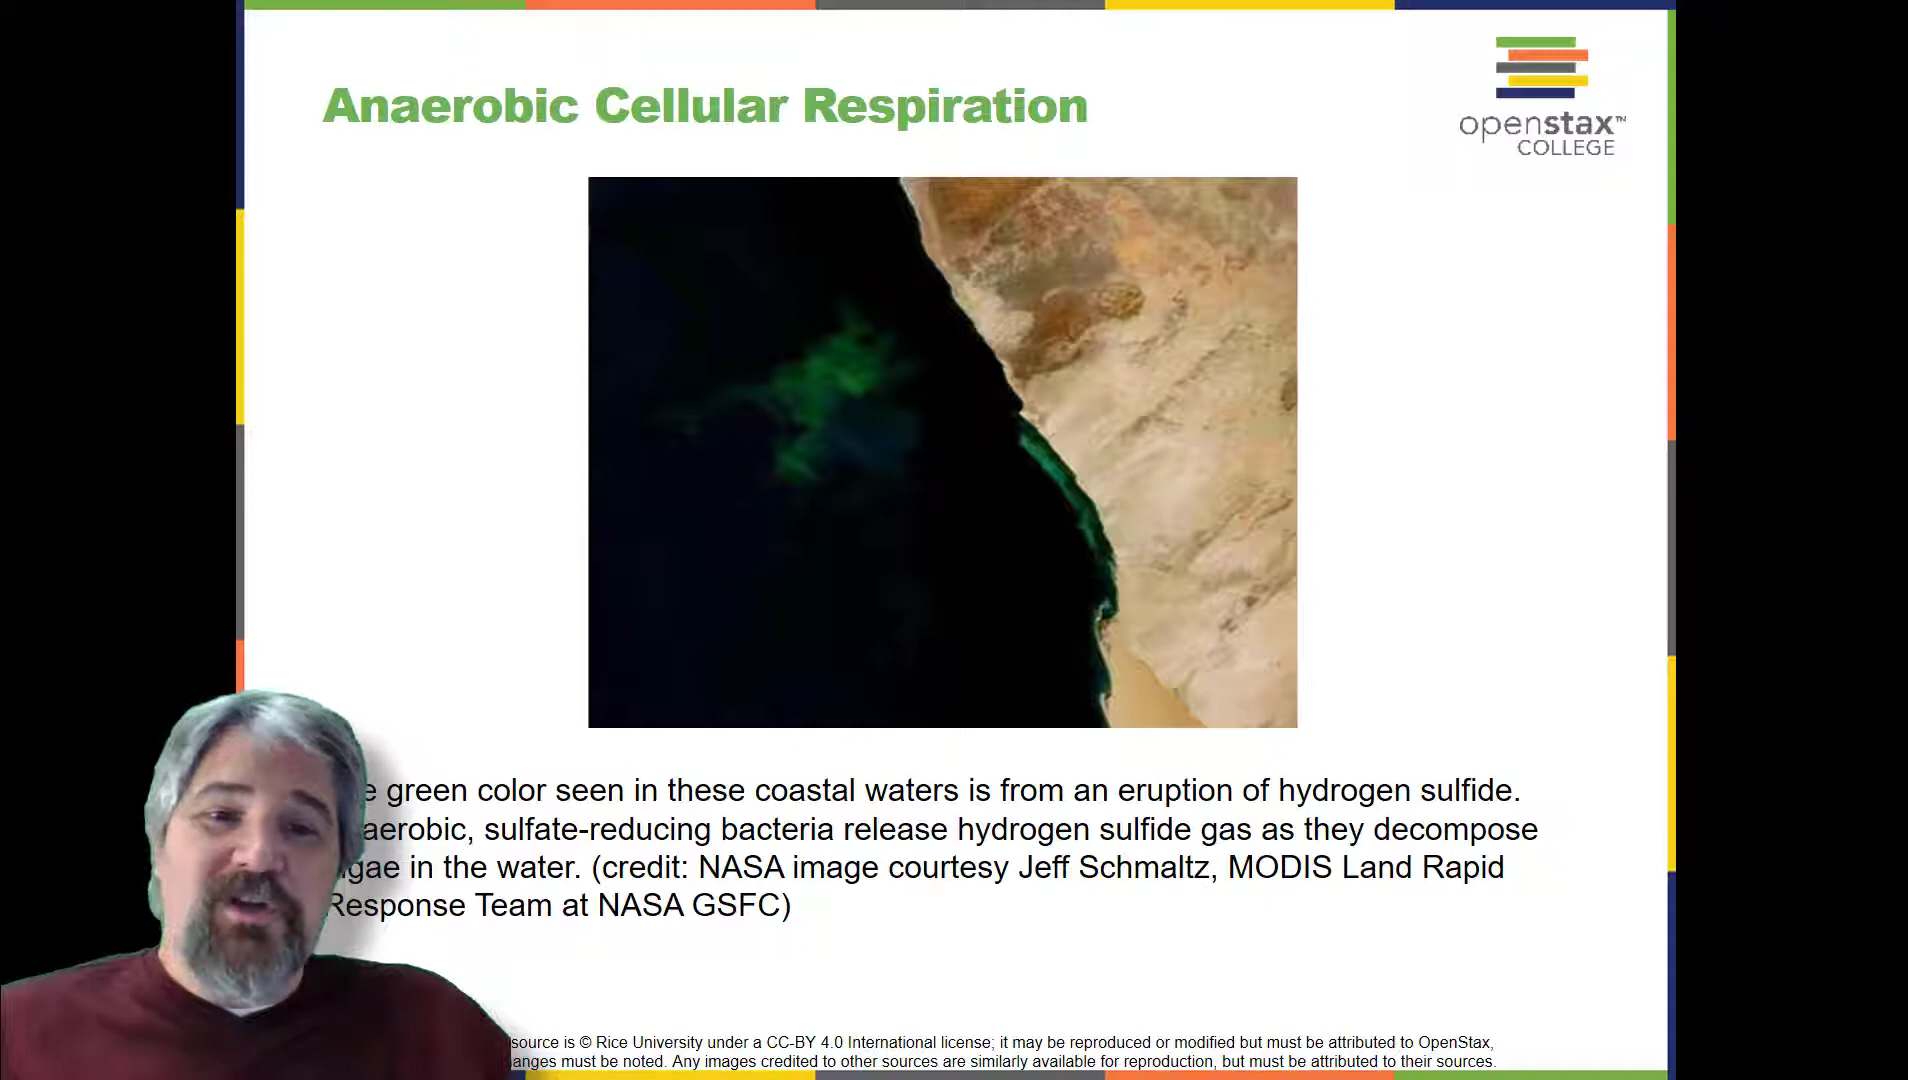 Anaerobic Cellular Respiration
openstax™
COLLEGE
green color seen in these coastal waters is from an eruption of hydrogen sulfide.
sulfate-reducing bacteria release hydrogen sulfide gas as they decompose
in the water. (credit: NASA image courtesy Jeff Schmaltz, MODIS Land Rapid
Response Team at NASA GSFC)
source is © Rice University under a CC-BY 4.0 International license; it may be reproduced or modified but must be attributed to OpenStax,
must be noted. Any images credited to other sources are similarly available for reproduction, but must be attributed to their sources.